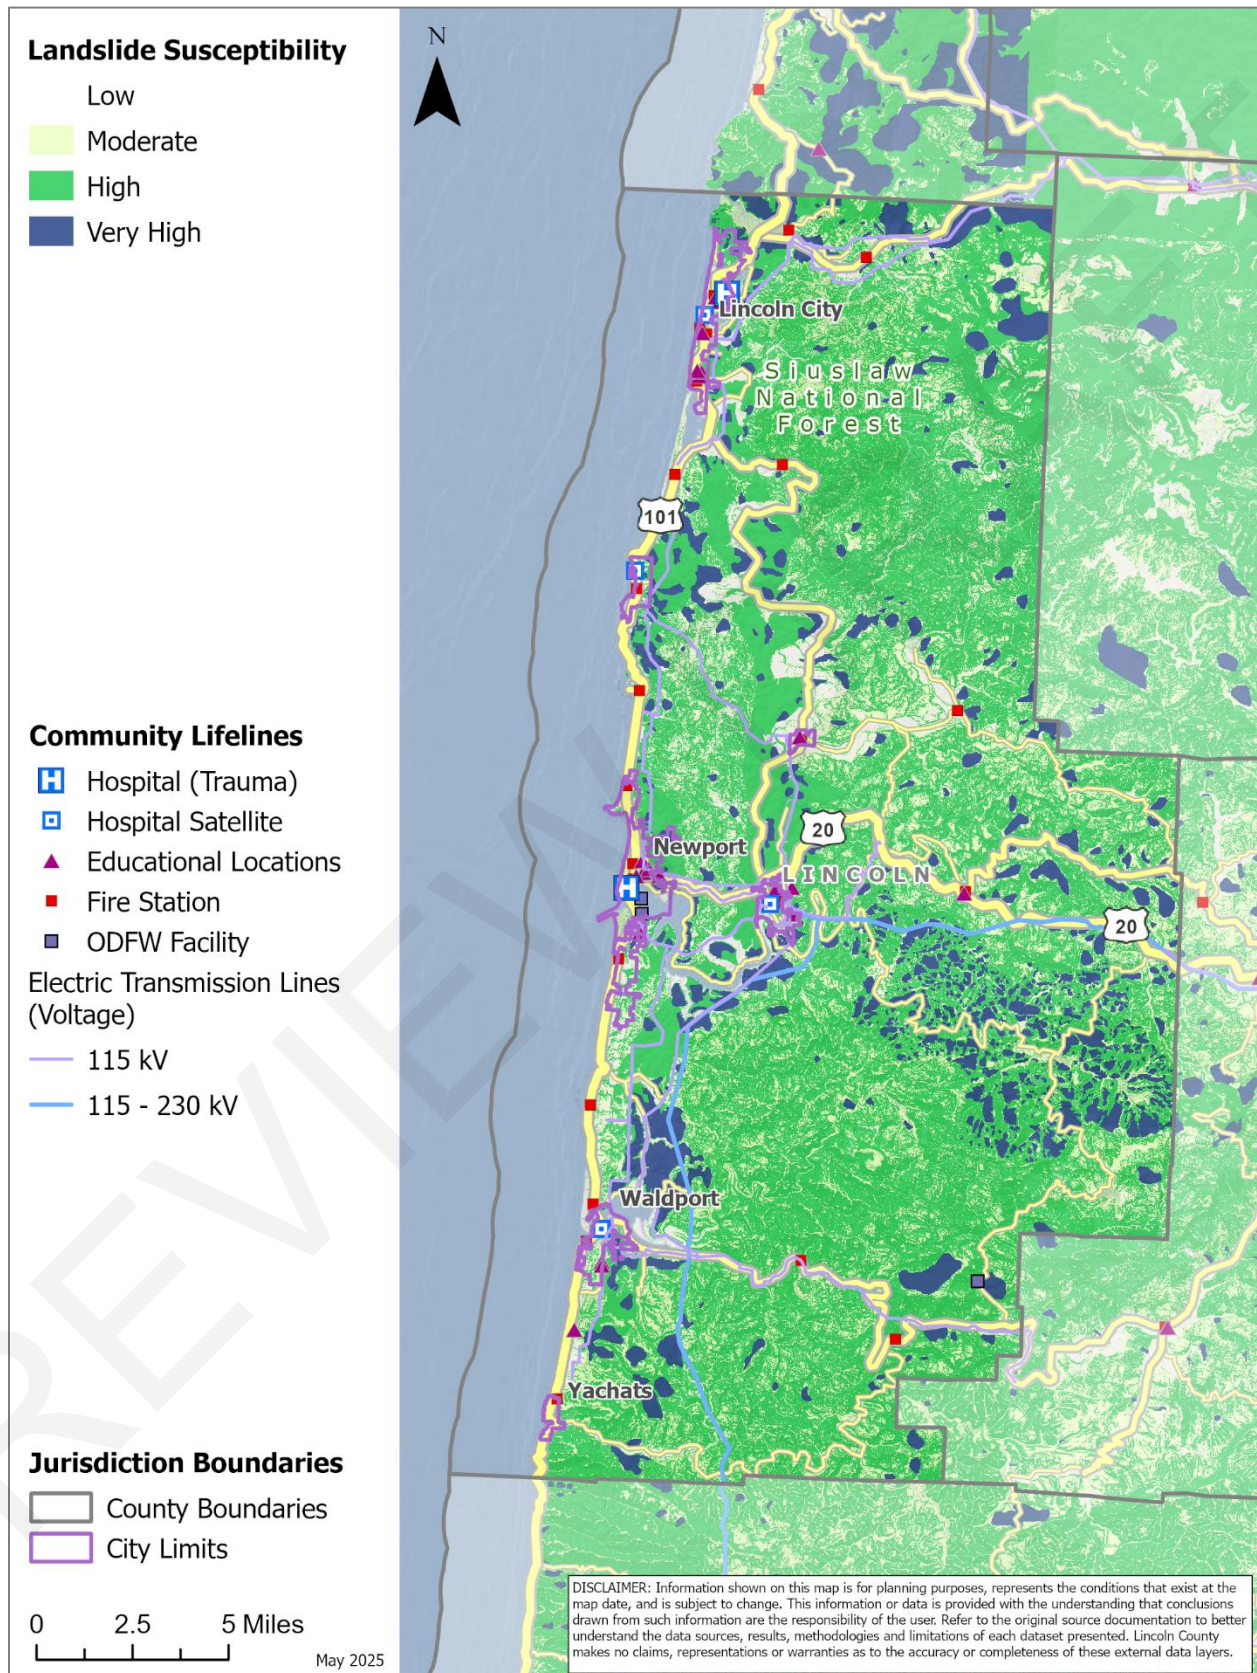 Landslide Susceptibility
Low
Moderate
High
Very High
Community Lifelines
Hospital (Trauma)
Hospital Satellite
Educational Locations
Fire Station
ODFW Facility
Electric Transmission Lines
(Voltage)
115 kV
115 - 230 kV
Jurisdiction Boundaries
County Boundaries
City Limits
0 2.5 5 Miles
May 2025
N
H
Lincoln City
Siuslaw
National
Forest
101
20
Newport
LINCOLN
H
20
Waldport
Yachats
PREVIEW
DISCLAIMER: Information shown on this map is for planning purposes, represents the conditions that exist at the
map date, and is subject to change. This information or data is provided with the understanding that conclusions
drawn from such information are the responsibility of the user. Refer to the original source documentation to better
understand the data sources, results, methodologies and limitations of each dataset presented. Lincoln County
makes no claims, representations or warranties as to the accuracy or completeness of these external data layers.